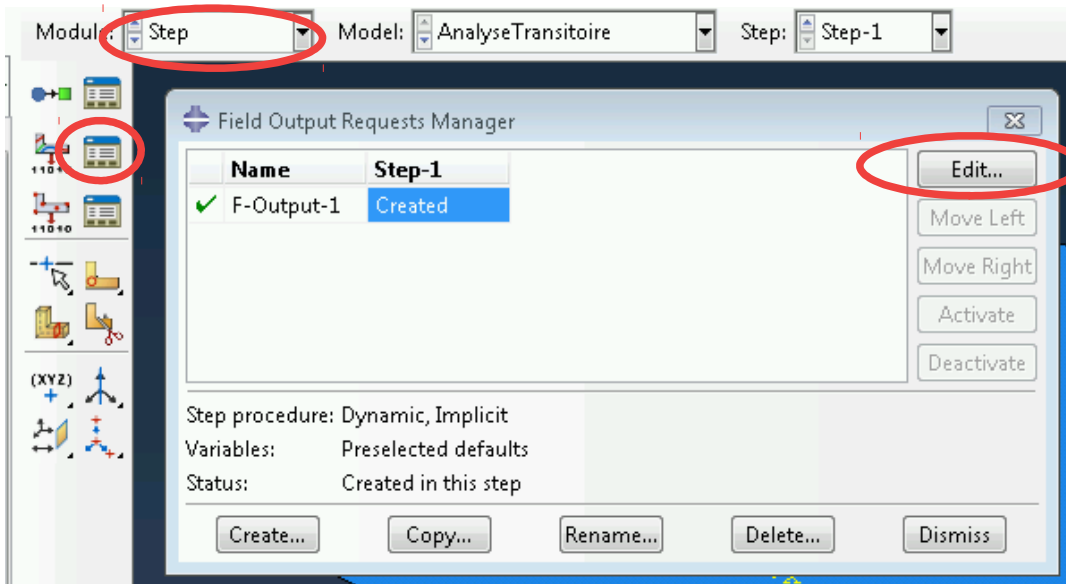 Module: Step Model: AnalyseTransitoire Step: Step-1
Field Output Requests Manager
Name Step-1 Edit...
F-Output-1 Created
Move Left
Move Right
Activate
Deactivate
11010
(XYZ)
Step procedure: Dynamic, Implicit
Variables: Preselected defaults
Status: Created in this step
Create... Copy... Rename... Delete... Dismiss